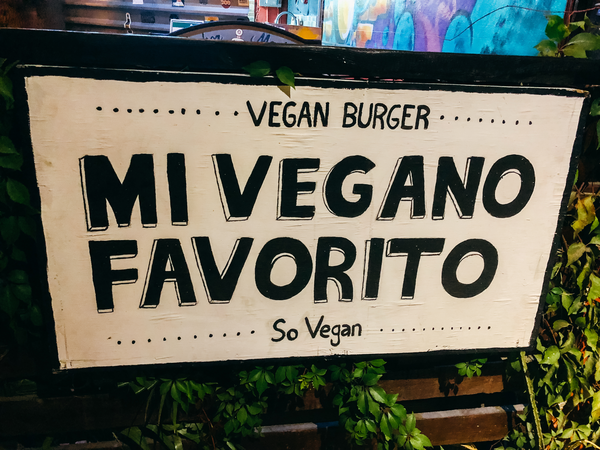 VEGAN BURGER
MI VEGANO
FAVORITO
So Vegan